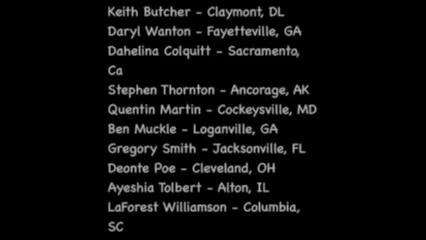 Keith Butcher - Claymont, DL
Daryl Wanton - Fayetteville, GA
Dahelina Colquitt - Sacramento,
Ca
Stephen Thornton - Ancorage, AK
Quentin Martin - Cockeysville, MD
Ben Muckle - Loganville, GA
Gregory Smith - Jacksonville, FL
Deonte Poe - Cleveland, OH
Ayeshia Tolbert - Alton, IL
LaForest Williamson - Columbia,
SC